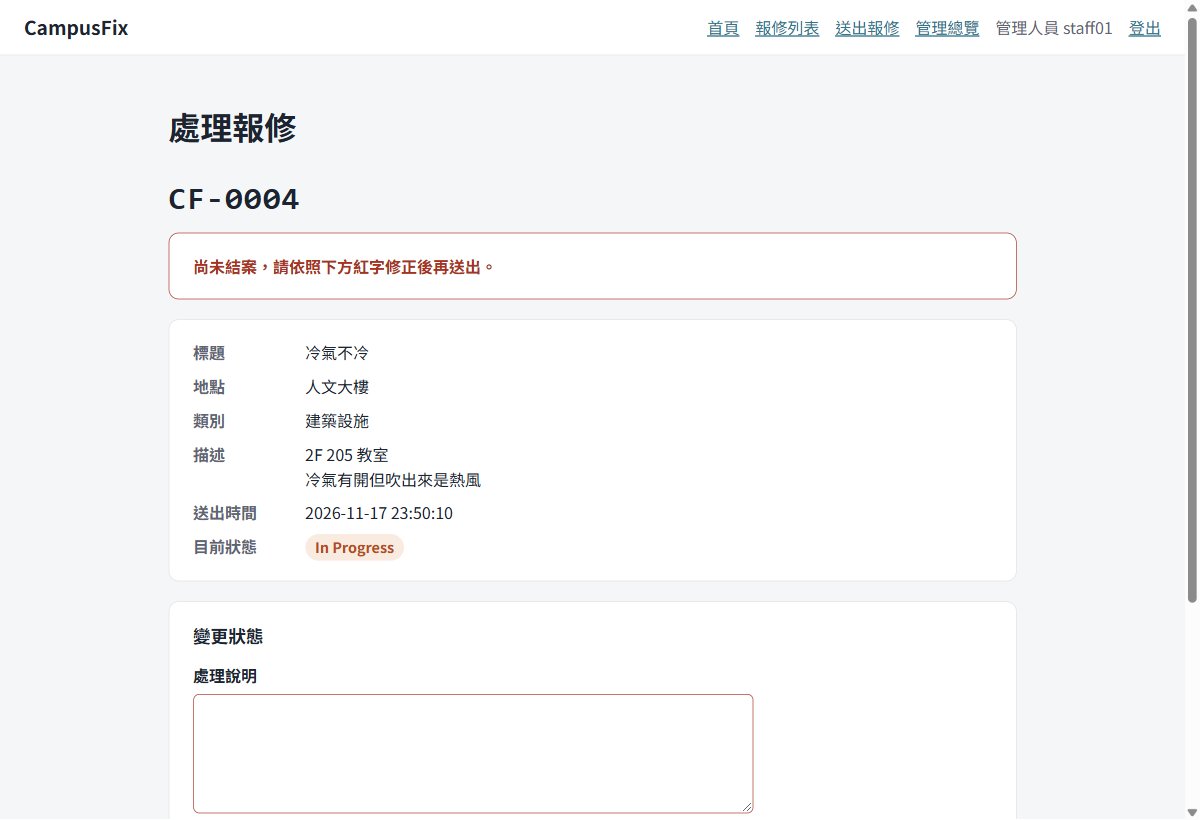 CampusFix
首頁 報修列表 送出報修 管理總覽 管理人員 staff01 登出
處理報修
CF-0004
尚未結案，請依照下方紅字修正後再送出。
標題 冷氣不冷
地點 人文大樓
類別 建築設施
描述 2F 205 教室
冷氣有開但吹出來是熱風
送出時間 2026-11-17 23:50:10
目前狀態 In Progress
變更狀態
處理說明